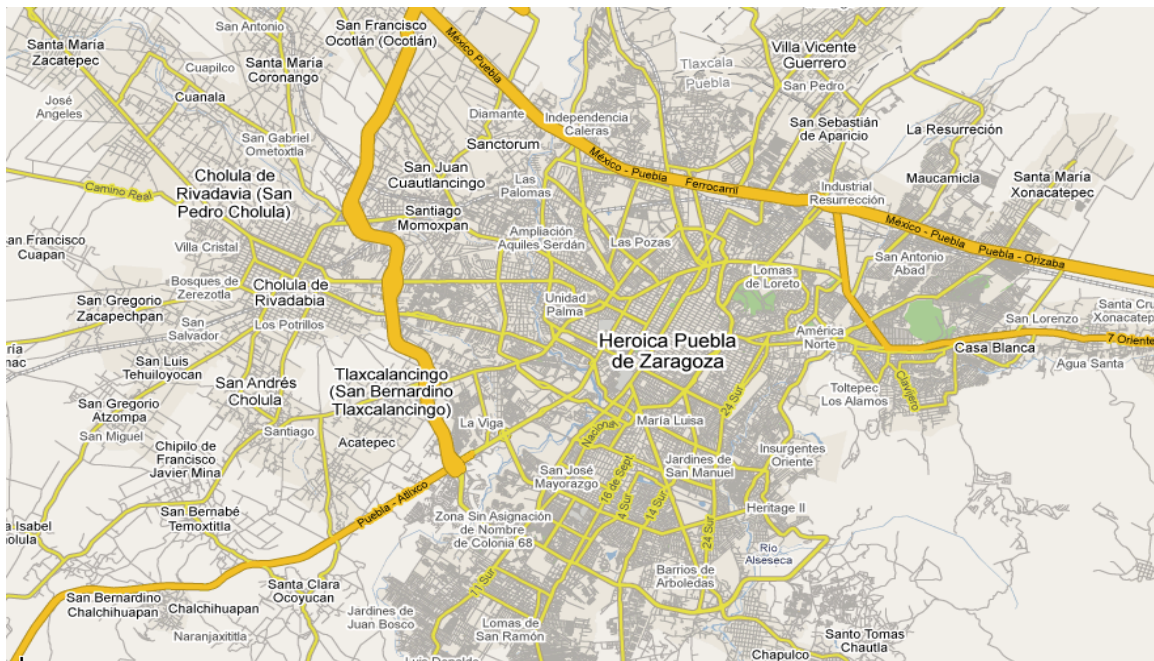 San Antonio
San Francisco
Ocotlán (Ocotlán)
Santa María
Zacatepec
Santa María
Coronango
Cuapilco
Cuanala
José
Angeles
San Gabriel
Ometoxtla
México Puebla
Diamante
Independencia
Caleras
Sanctorum
Tlaxcala
Puebla
Villa Vicente
Guerrero
San Pedro
San Sebastián
de Aparicio
La Resurreción
Maucamicla
Santa María
Xonacatepec
México - Puebla
Ferrocarril
Industrial
Resurrección
México - Puebla
Puebla - Orizaba
Camino Real
Cholula de
Rivadavia (San
Pedro Cholula)
San Juan
Cuautlancingo
Las
Palomas
Santiago
Momoxpan
Ampliación
Aquiles Serdán
Las Pozas
San Antonio
Abad
Lomas
de Loreto
an Francisco
Cuapan
Villa Cristal
Bosques de
Zerezotla
Cholula de
Rivadabia
Unidad
Palma
San Gregorio
Zacapechpan
San
Salvador
Los Potrillos
Heroica Puebla
de Zaragoza
América
Norte
San Lorenzo
Santa Cru
Xonacatep
7 Oriente
Casa Blanca
Agua Santa
ría
nac
San Luis
Tehuiloyocan
San Andrés
Cholula
Tlaxcalancingo
(San Bernardino
Tlaxcalancingo)
Toltepec
Los Alamos
Clavijero
24 Sur
San Gregorio
Atzompa
San Miguel
Santiago
Acatepec
La Viga
Nacional
María Luisa
Chipilo de
Francisco
Javier Mina
San José
Mayorazgo
16 de Sept.
Jardines de
San Manuel
Insurgentes
Oriente
4 Sur
14 Sur
24 Sur
Heritage II
San Bernabé
Temoxtitla
Puebla - Atlixco
Zona Sin Asignación
de Nombre
de Colonia 68
a Isabel
holula
Río
Alseseca
Barrios de
Arboledas
11 Sur
San Bernardino
Chalchihuapan
Chalchihuapan
Santa Clara
Ocoyucan
Jardines de
Juan Bosco
Lomas de
San Ramón
Naranjaxtitla
Santo Tomas
Chautla
Chapulco